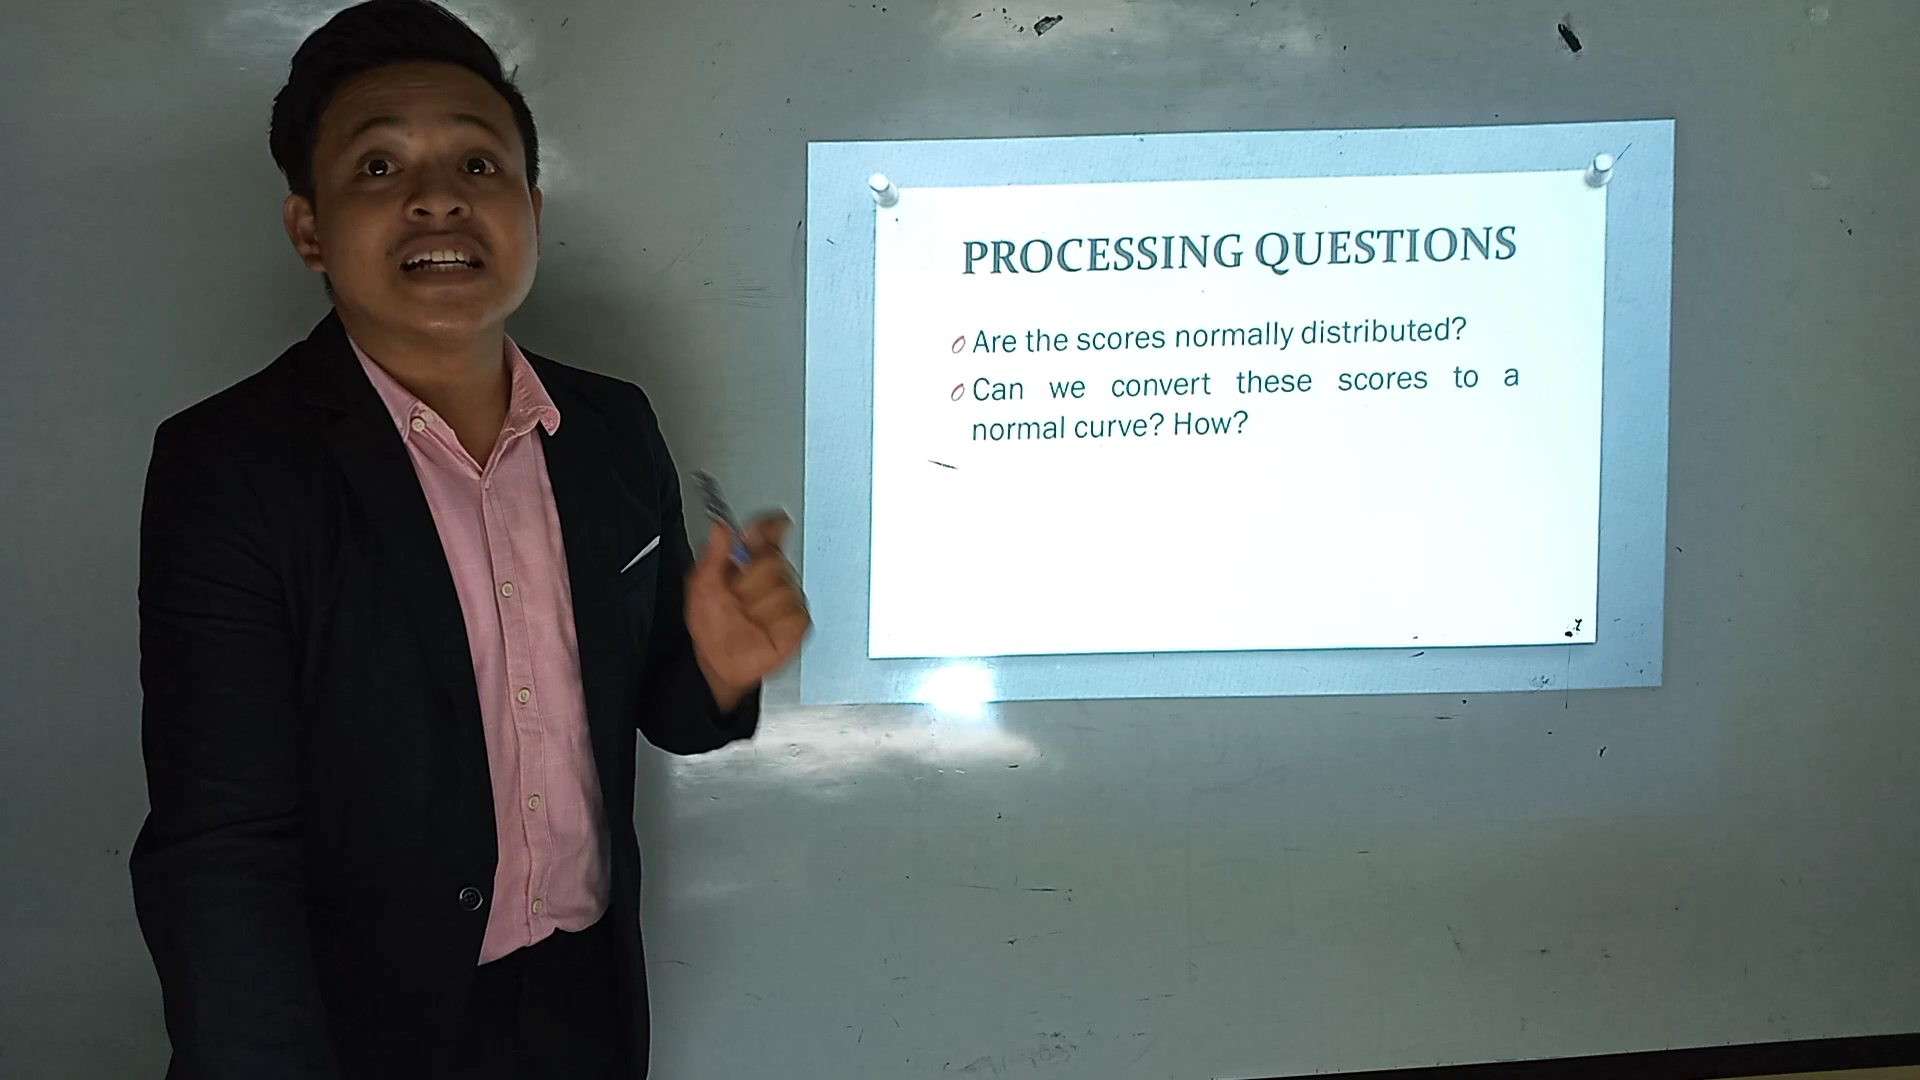 PROCESSING QUESTIONS
Are the scores normally distributed?
Can we convert these scores to a
normal curve? How?